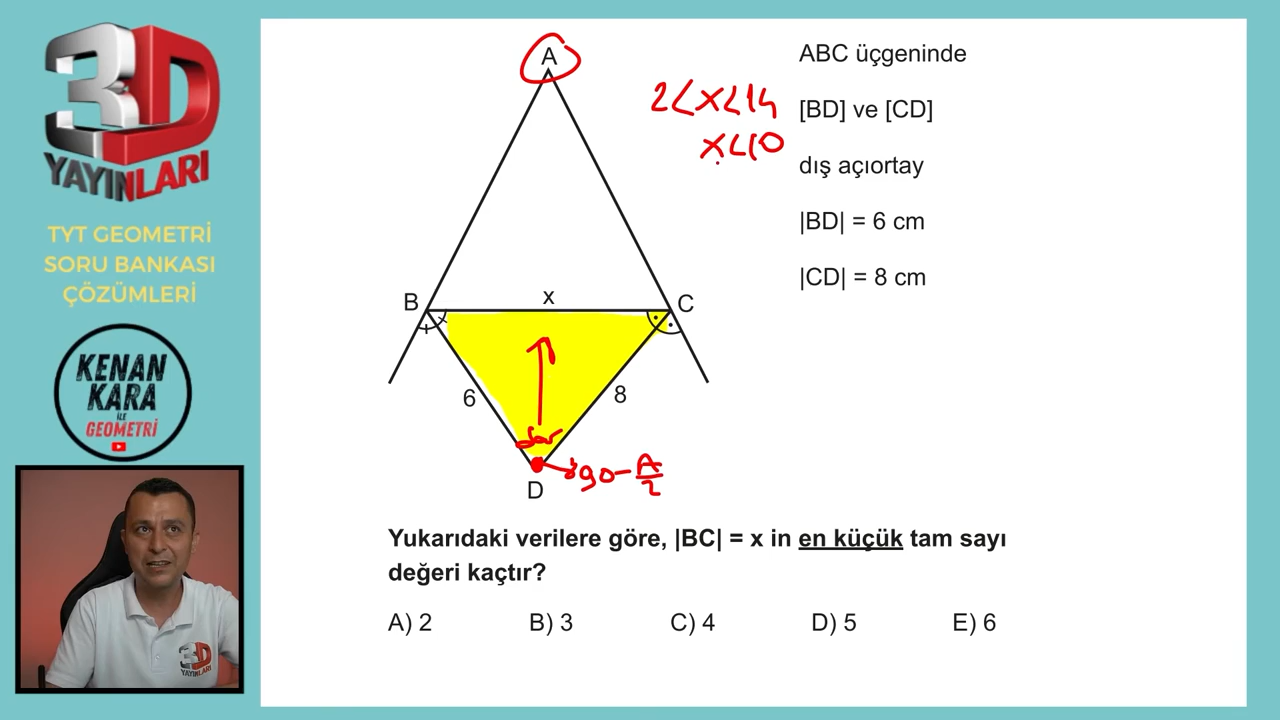 3D
YAYINLARI
TYT GEOMETRİ
SORU BANKASI
ÇÖZÜMLERİ
KENAN
KARA
İLE
GEOMETRİ
3D
YAYINLARI
A
2<x<14
x<10
B
x
C
6
8
dar
90-A/2
D
ABC üçgeninde
[BD] ve [CD]
dış açıortay
|BD| = 6 cm
|CD| = 8 cm
Yukarıdaki verilere göre, |BC| = x in en küçük tam sayı
değeri kaçtır?
A) 2 B) 3 C) 4 D) 5 E) 6